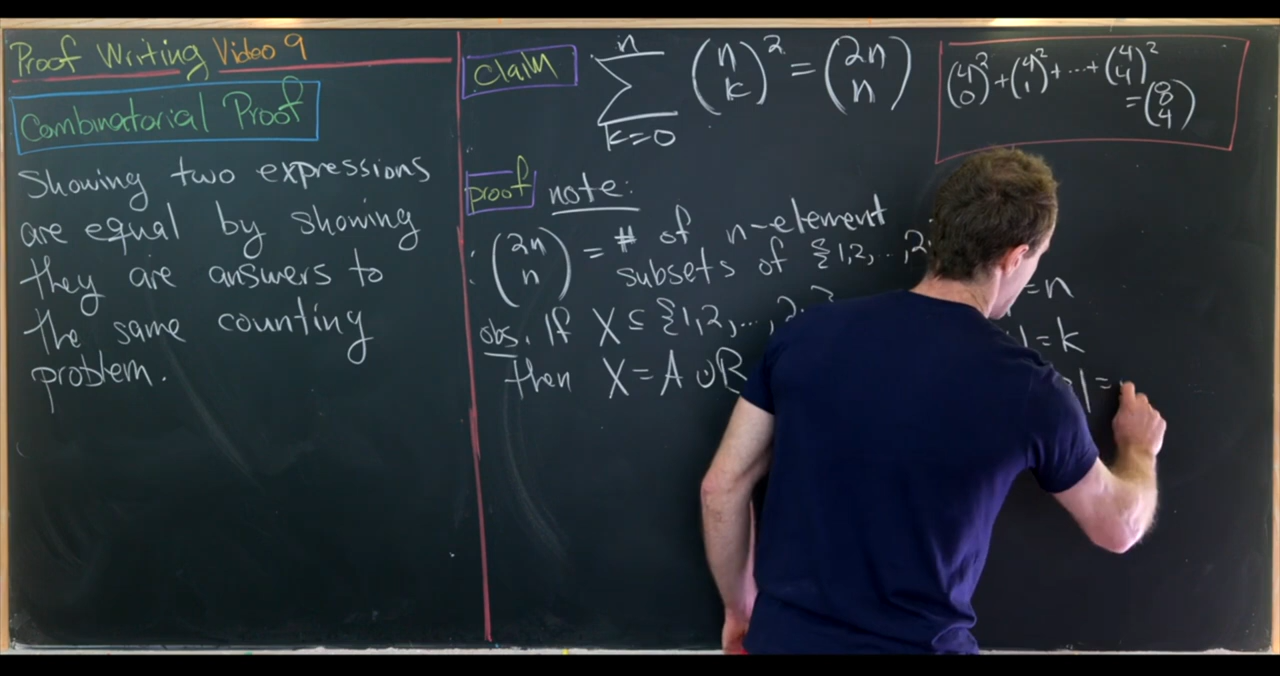 Proof Writing Video 9
Combinatorial Proof
Showing two expressions
are equal by showing
they are answers to
the same counting
problem.
claim
n
∑ (n k)² = (2n n)
k=0
(4 0)² + (4 1)² + ... + (4 4)²
= (8 4)
proof note:
(2n n) = # of n-element
subsets of {1,2,...,2
obs. If X ⊆ {1,2,...,2
= n
then X = A ∪ B
| = k
| =